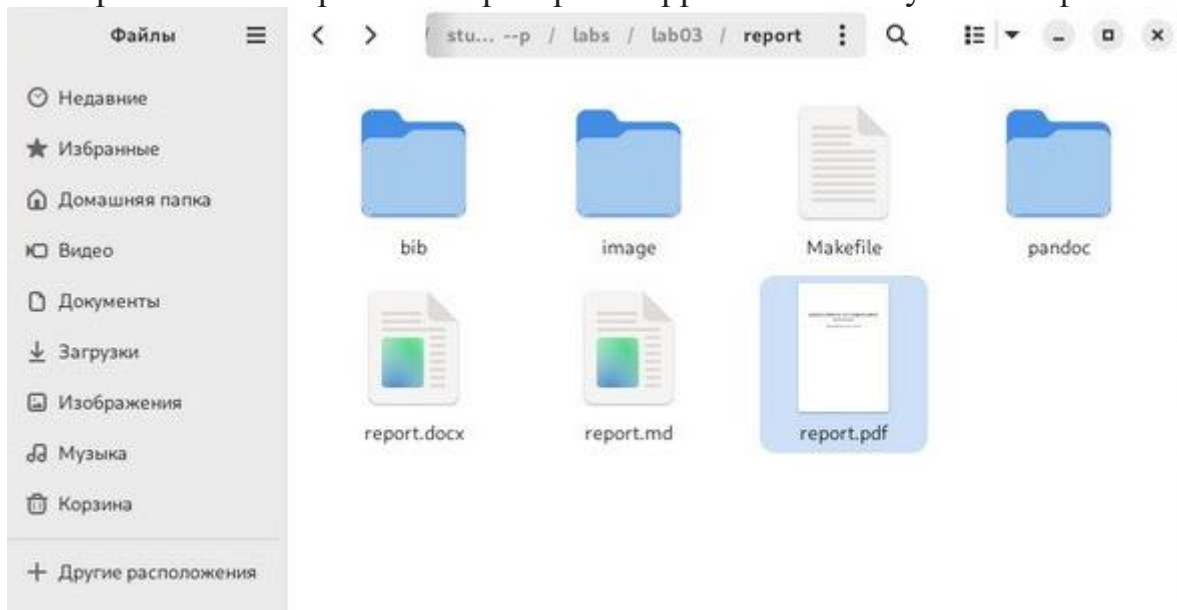 Файлы
stu... --p / labs / lab03 / report
Недавние
Избранные
Домашняя папка
Видео
Документы
Загрузки
Изображения
Музыка
Корзина
Другие расположения
bib
image
Makefile
pandoc
report.docx
report.md
report.pdf